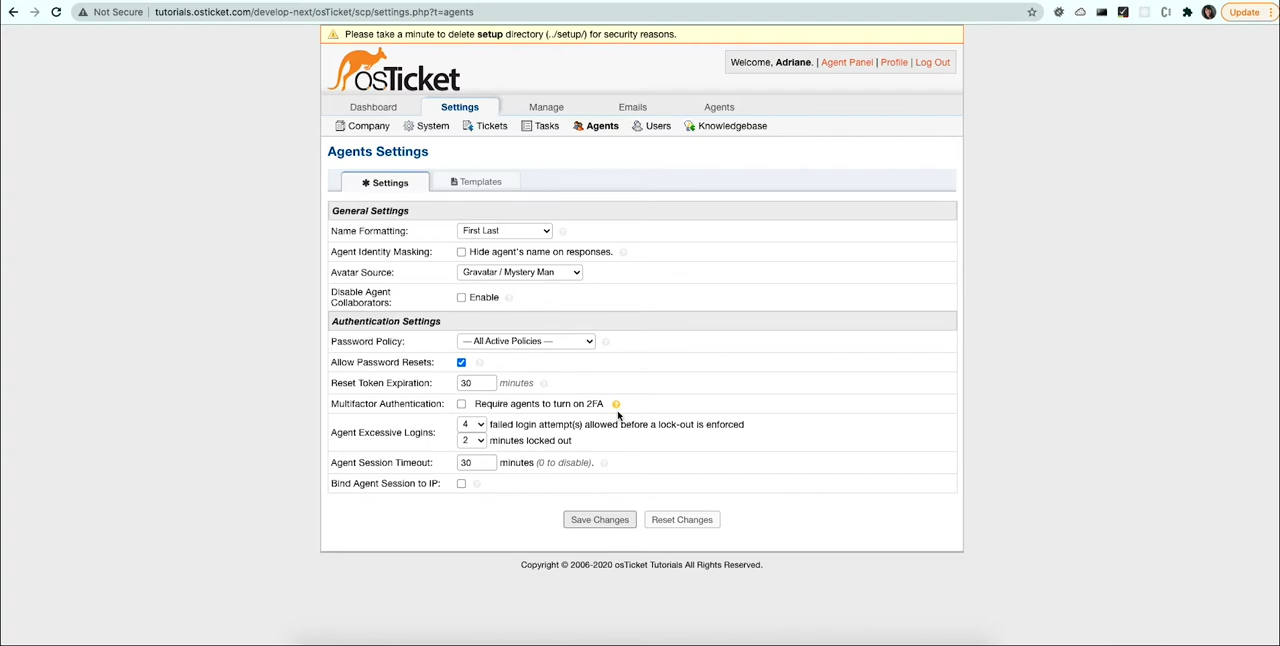 Not Secure tutorials.osticket.com/develop-next/osTicket/scp/settings.php?t=agents Update
Please take a minute to delete setup directory (../setup/) for security reasons.
osTicket
Welcome, Adriane. | Agent Panel | Profile | Log Out
Dashboard Settings Manage Emails Agents
Company System Tickets Tasks Agents Users Knowledgebase
Agents Settings
Settings Templates
General Settings
Name Formatting: First Last
Agent Identity Masking: Hide agent's name on responses.
Avatar Source: Gravatar / Mystery Man
Disable Agent
Collaborators: Enable
Authentication Settings
Password Policy: — All Active Policies —
Allow Password Resets:
Reset Token Expiration: 30 minutes
Multifactor Authentication: Require agents to turn on 2FA
Agent Excessive Logins: 4 failed login attempt(s) allowed before a lock-out is enforced
2 minutes locked out
Agent Session Timeout: 30 minutes (0 to disable).
Bind Agent Session to IP:
Save Changes Reset Changes
Copyright © 2006-2020 osTicket Tutorials All Rights Reserved.